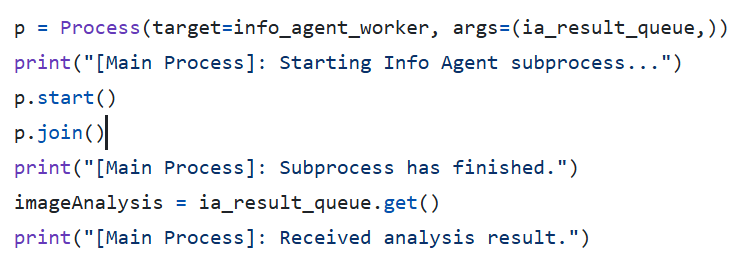 p = Process(target=info_agent_worker, args=(ia_result_queue,))
print("[Main Process]: Starting Info Agent subprocess...")
p.start()
p.join()
print("[Main Process]: Subprocess has finished.")
imageAnalysis = ia_result_queue.get()
print("[Main Process]: Received analysis result.")